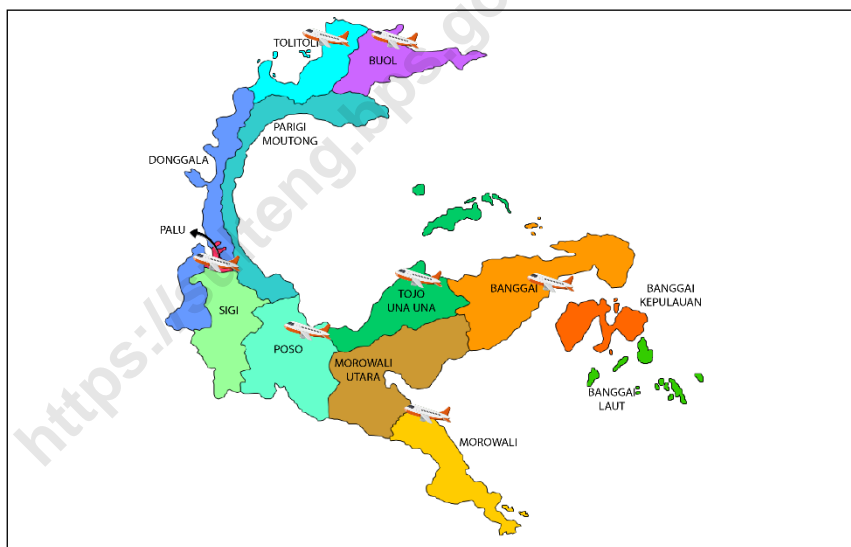 TOLITOLI
BUOL
PARIGI
MOUTONG
DONGGALA
PALU
SIGI
POSO
TOJO
UNA UNA
BANGGAI
BANGGAI
KEPULAUAN
MOROWALI
UTARA
BANGGAI
LAUT
MOROWALI
https://sulteng.bps.go